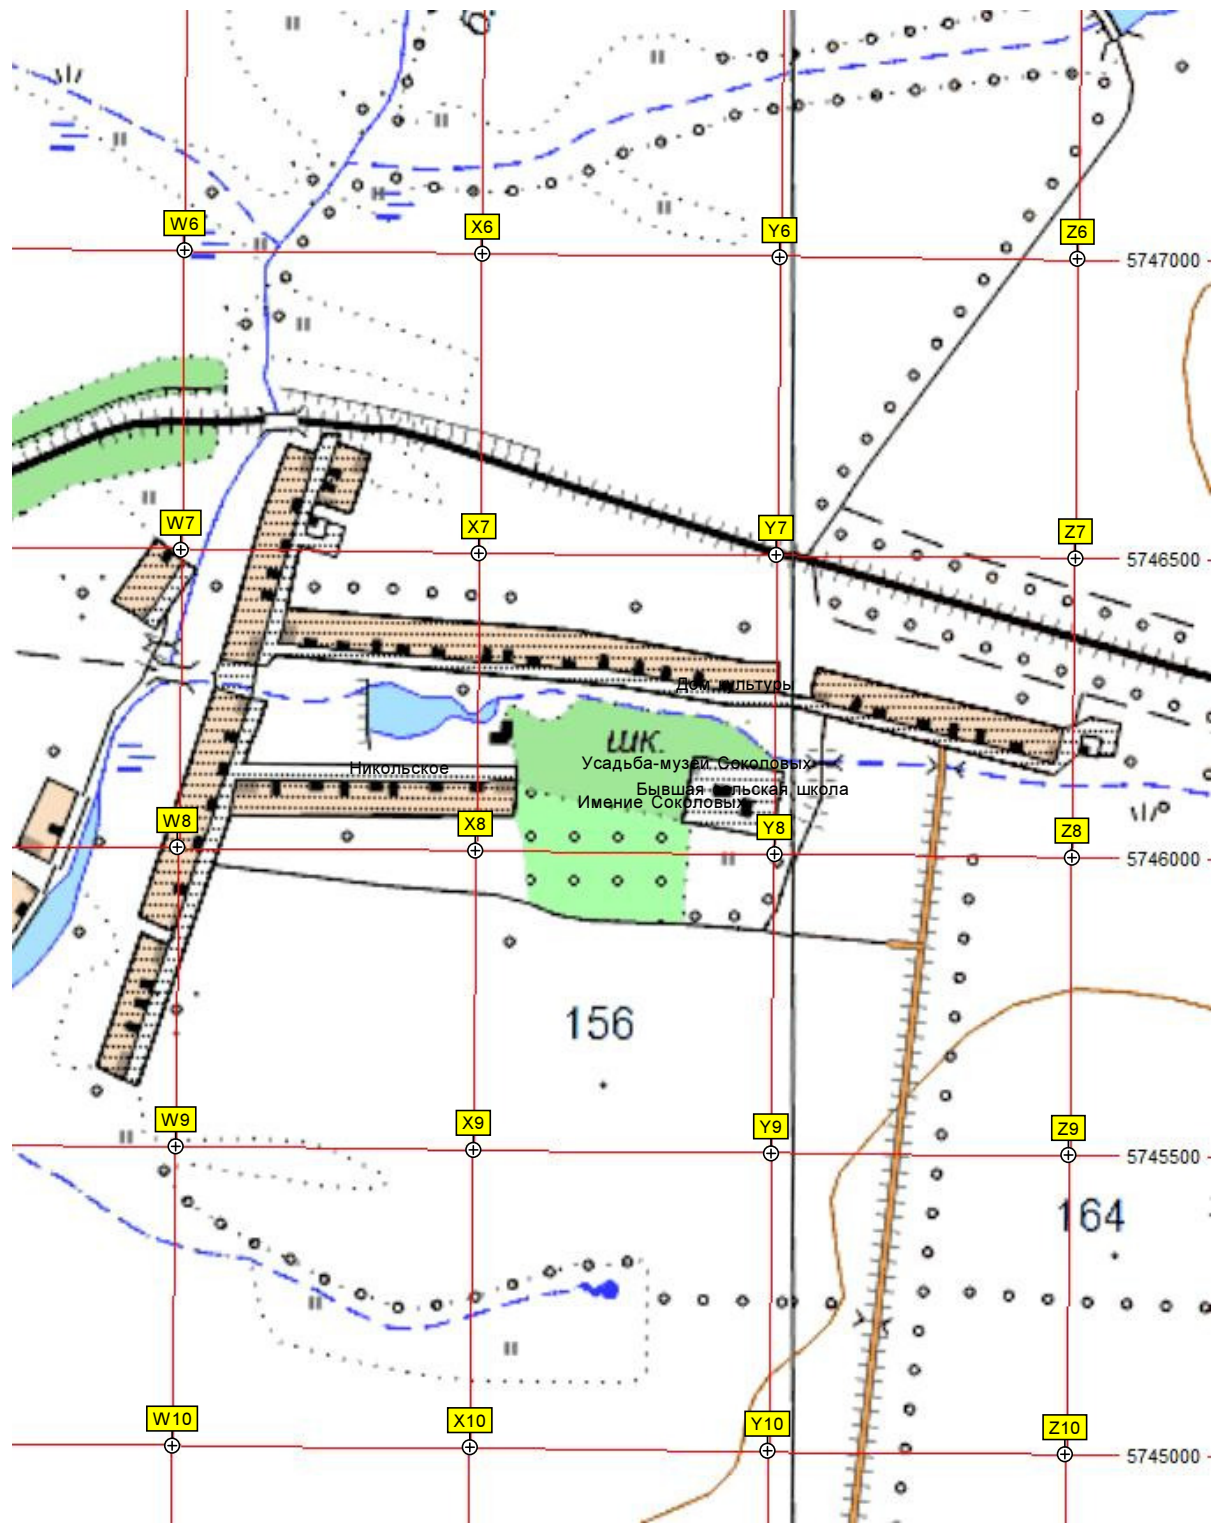 W6
X6
Y6
Z6
5747000
W7
X7
Y7
Z7
5746500
Дом культуры
шк.
Усадьба-музей Соколовых
Никольское
Бывшая сельская школа
Имение Соколовых
W8
X8
Y8
Z8
5746000
156
W9
X9
Y9
Z9
5745500
164
W10
X10
Y10
Z10
5745000